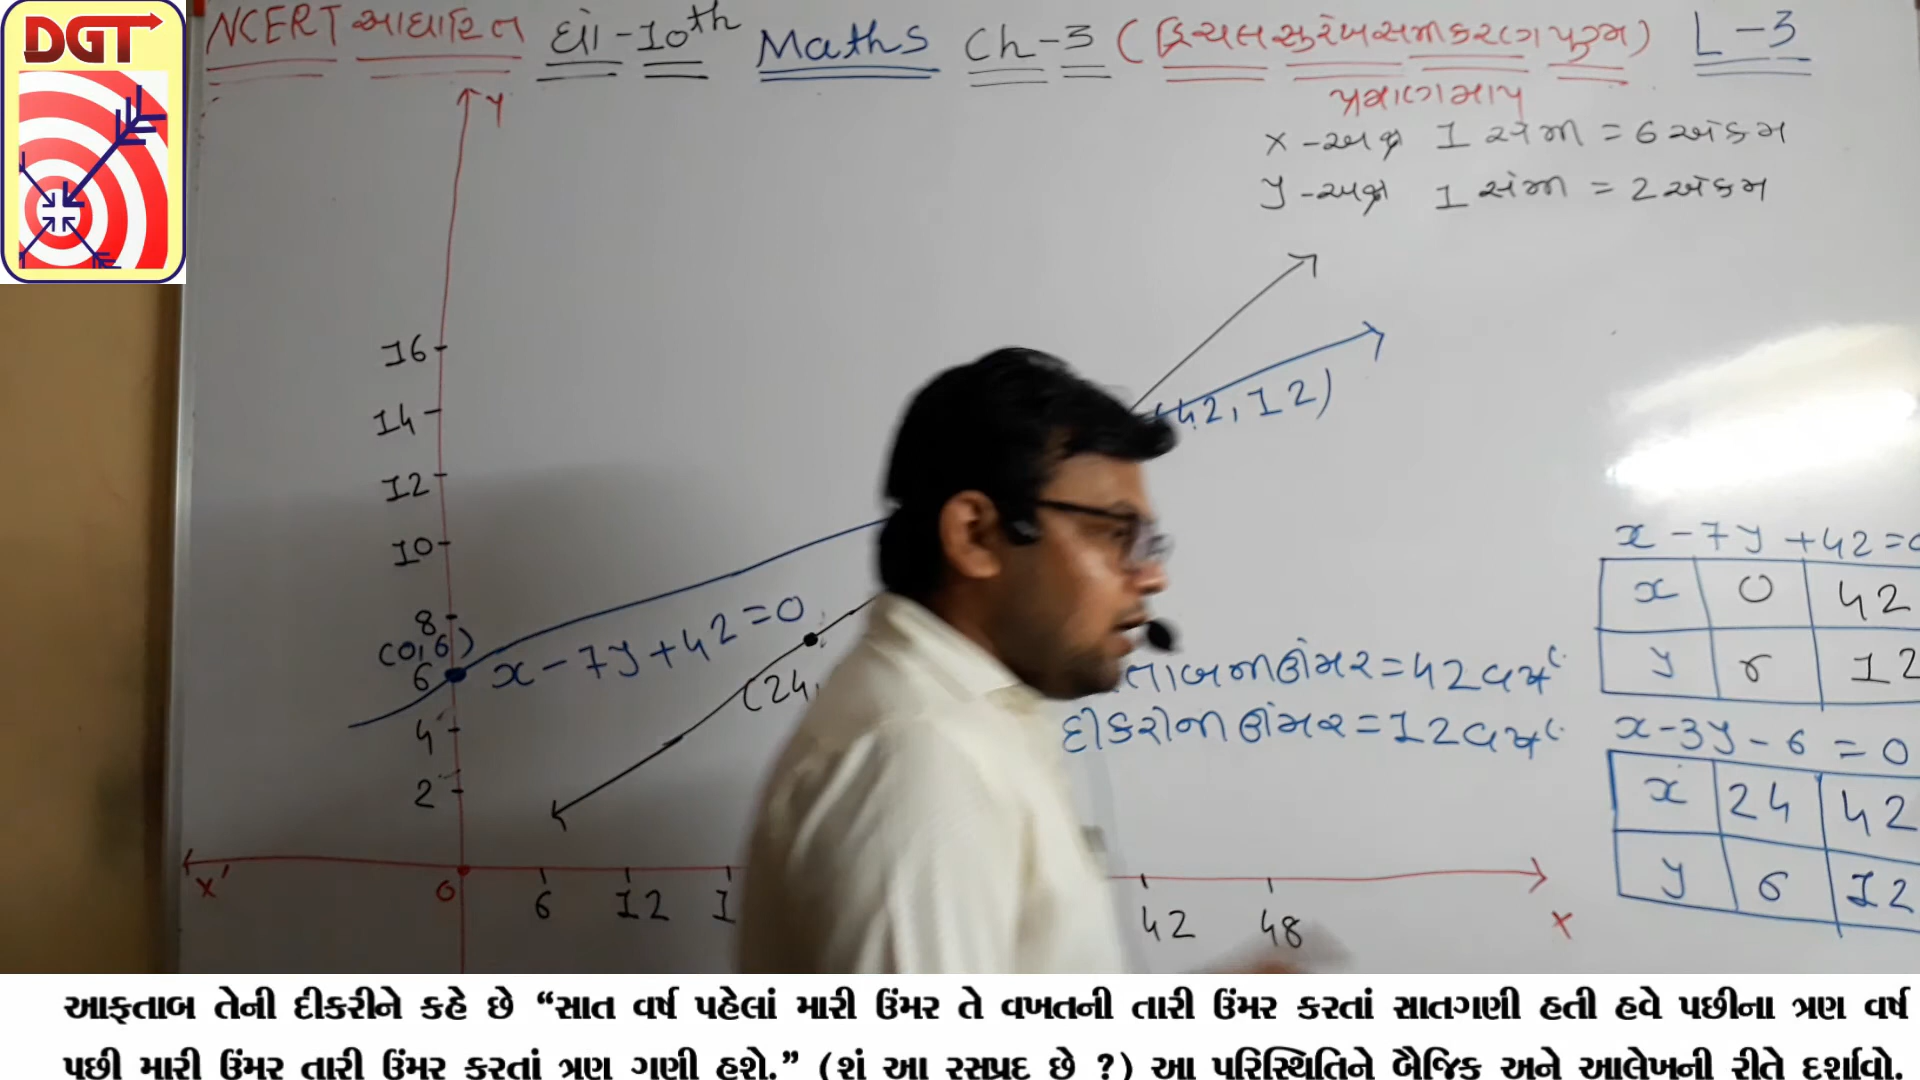 DGT
NCERT આધારિત ધો-10th Maths Ch-3 (દ્વિચલ સુરેખ સમીકરણ યુગ્મ) L-3
પ્રમાણમાપ
x-અક્ષ 1 સેમી = 6 એકમ
y-અક્ષ 1 સેમી = 2 એકમ
Y
16
14
(42, 12)
12
10
8
(0,6)
6
x - 7y + 42 = 0
(24,
4
2
ઉંમર = 42 વર્ષ
દીકરીની ઉંમર = 12 વર્ષ
x - 7y + 42 =
x 0 42
y 6 12
x - 3y - 6 = 0
x 24 42
y 6 12
X' 0 6 12 42 48 X
આફતાબ તેની દીકરીને કહે છે “સાત વર્ષ પહેલાં મારી ઉંમર તે વખતની તારી ઉંમર કરતાં સાતગણી હતી હવે પછીના ત્રણ વર્ષ
પછી મારી ઉંમર તારી ઉંમર કરતાં ત્રણ ગણી હશે.” (શં આ રસપ્રદ છે ?) આ પરિસ્થિતિને બૈજિક અને આલેખની રીતે દર્શાવો.